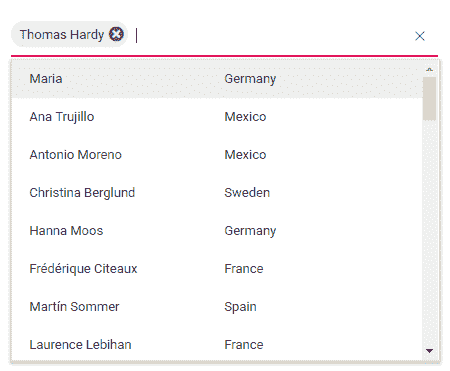 Thomas Hardy
Maria Germany
Ana Trujillo Mexico
Antonio Moreno Mexico
Christina Berglund Sweden
Hanna Moos Germany
Frédérique Citeaux France
Martín Sommer Spain
Laurence Lebihan France